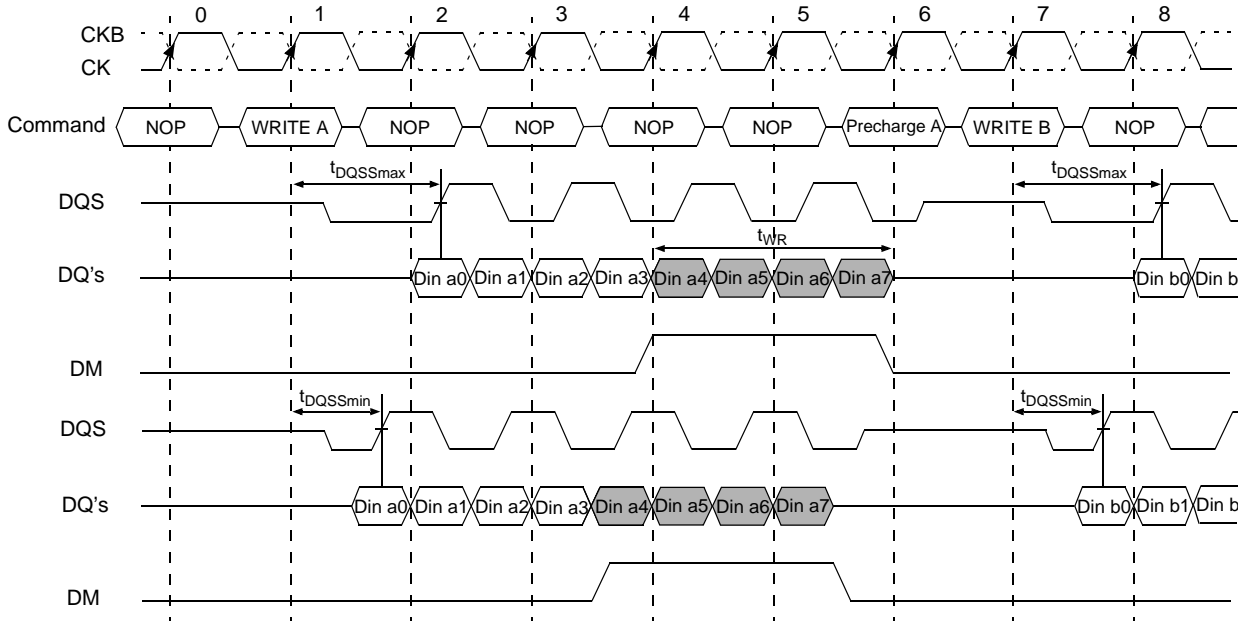 0 1 2 3 4 5 6 7 8
CKB
CK
Command NOP WRITE A NOP NOP NOP NOP Precharge A WRITE B NOP
tDQSSmax tDQSSmax
DQS
tWR
DQ's Din a0 Din a1 Din a2 Din a3 Din a4 Din a5 Din a6 Din a7 Din b0 Din b
DM
tDQSSmin tDQSSmin
DQS
DQ's Din a0 Din a1 Din a2 Din a3 Din a4 Din a5 Din a6 Din a7 Din b0 Din b1 Din b
DM